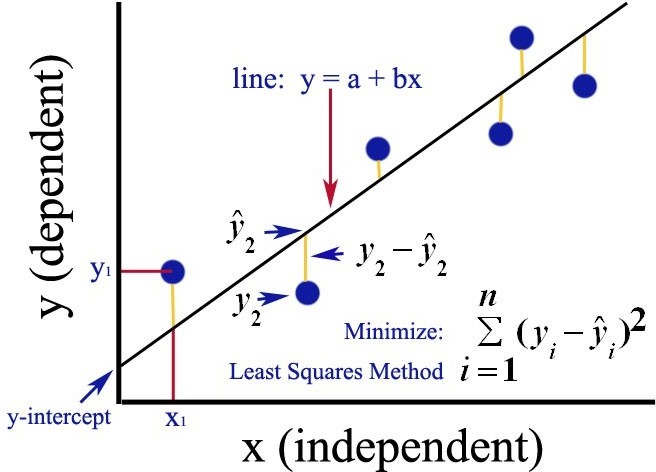 line: y = a + bx
y (dependent)
ŷ₂
y₂ − ŷ₂
y₁
y₂
Minimize: n Σ i = 1 (yᵢ − ŷᵢ)²
Least Squares Method
y-intercept
x₁
x (independent)